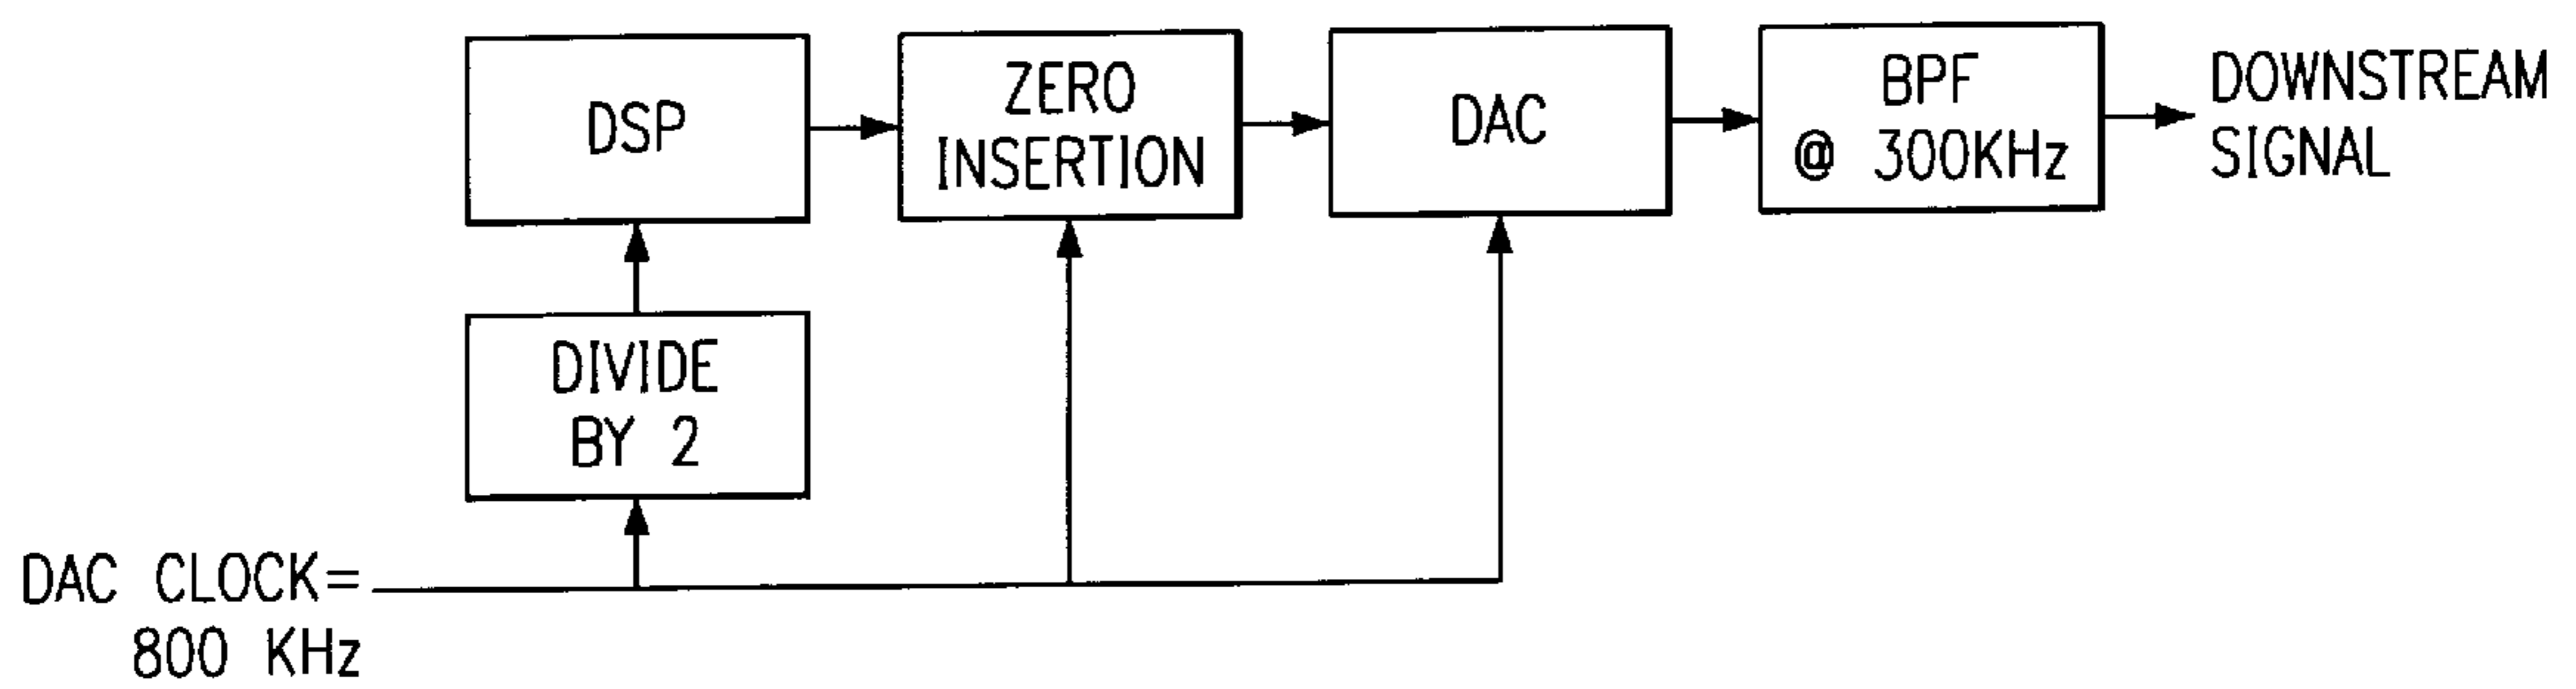 DSP
ZERO
INSERTION
DAC
BPF
@ 300KHz
DOWNSTREAM
SIGNAL
DIVIDE
BY 2
DAC CLOCK=
800 KHz